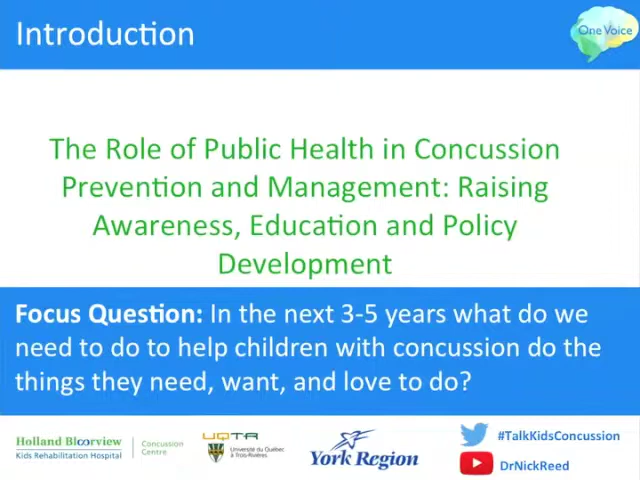 Introduction
One Voice
The Role of Public Health in Concussion
Prevention and Management: Raising
Awareness, Education and Policy
Development
Focus Question: In the next 3-5 years what do we
need to do to help children with concussion do the
things they need, want, and love to do?
Holland Bloorview
Kids Rehabilitation Hospital
Concussion
Centre
UQTR
Université du Québec
à Trois-Rivières
York Region
#TalkKidsConcussion
DrNickReed